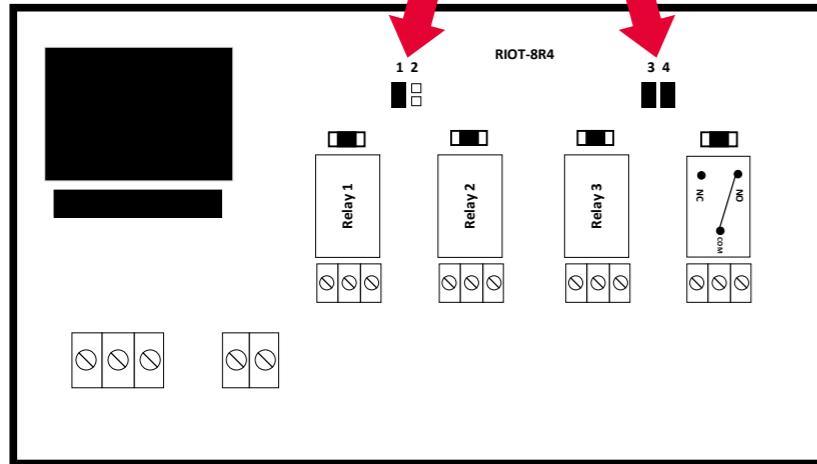 RIOT-8R4
1 2
3 4
Relay 1
Relay 2
Relay 3
NC
NO
COM